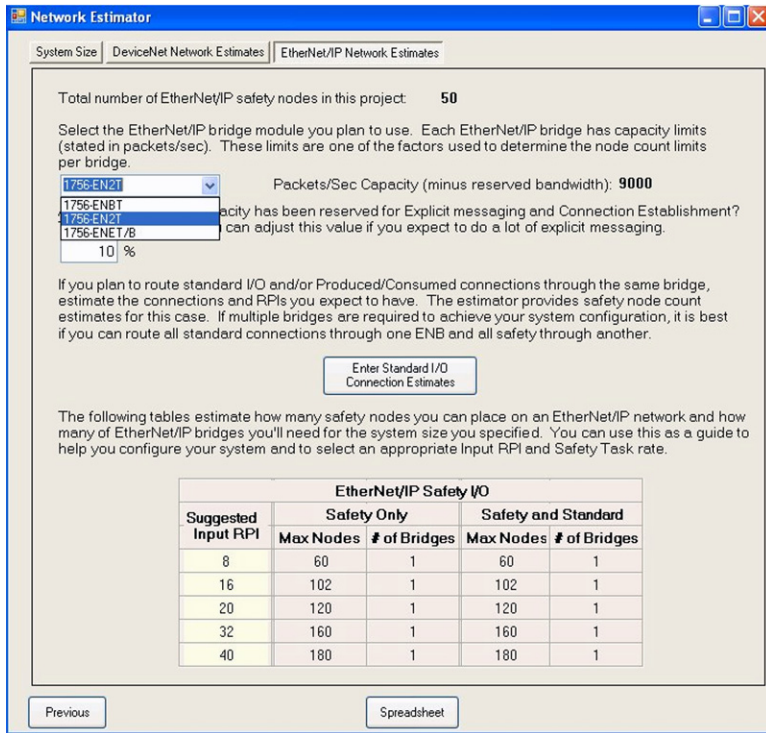 Network Estimator
System Size DeviceNet Network Estimates EtherNet/IP Network Estimates
Total number of EtherNet/IP safety nodes in this project: 50
Select the EtherNet/IP bridge module you plan to use. Each EtherNet/IP bridge has capacity limits
(stated in packets/sec). These limits are one of the factors used to determine the node count limits
per bridge.
1756-EN2T Packets/Sec Capacity (minus reserved bandwidth): 9000
1756-ENBT
1756-EN2T
1756-ENET/B
acity has been reserved for Explicit messaging and Connection Establishment?
can adjust this value if you expect to do a lot of explicit messaging.
10 %
If you plan to route standard I/O and/or Produced/Consumed connections through the same bridge,
estimate the connections and RPIs you expect to have. The estimator provides safety node count
estimates for this case. If multiple bridges are required to achieve your system configuration, it is best
if you can route all standard connections through one ENB and all safety through another.
Enter Standard I/O
Connection Estimates
The following tables estimate how many safety nodes you can place on an EtherNet/IP network and how
many of EtherNet/IP bridges you'll need for the system size you specified. You can use this as a guide to
help you configure your system and to select an appropriate Input RPI and Safety Task rate.
EtherNet/IP Safety I/O
Suggested Input RPI Safety Only Safety and Standard
Max Nodes # of Bridges Max Nodes # of Bridges
8 60 1 60 1
16 102 1 102 1
20 120 1 120 1
32 160 1 160 1
40 180 1 180 1
Previous Spreadsheet